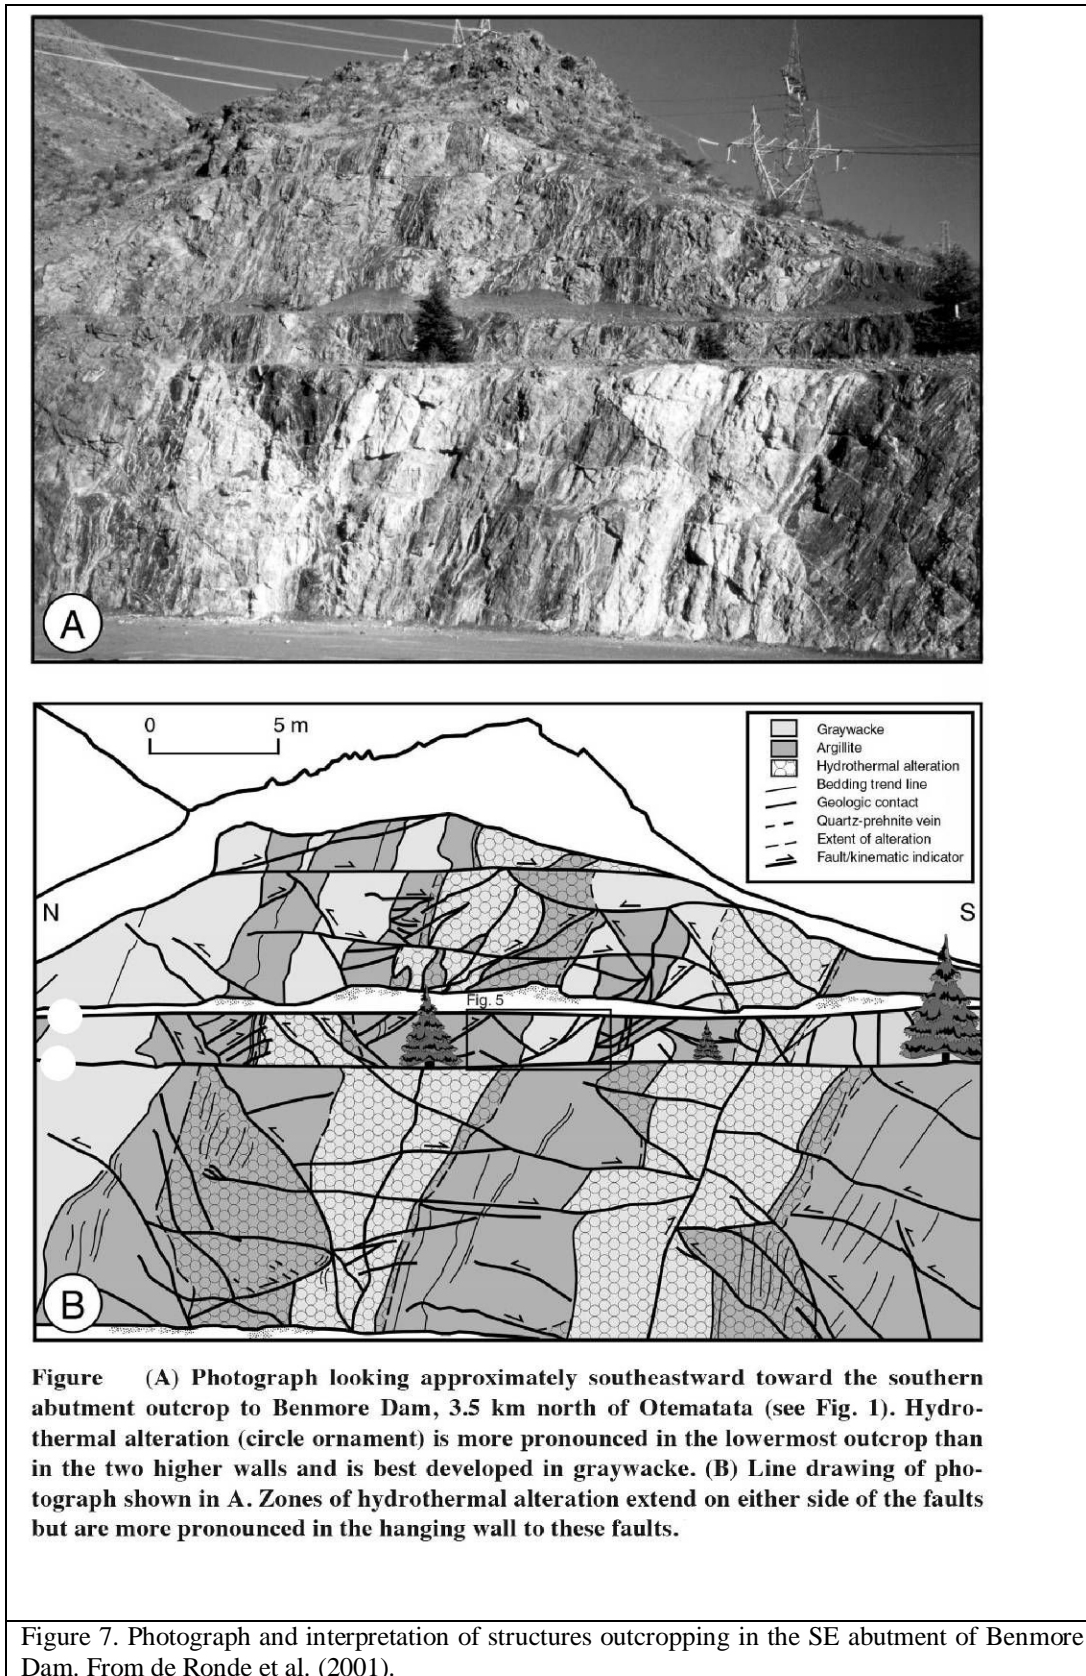 A
0
5 m
Graywacke
Argillite
Hydrothermal alteration
Bedding trend line
Geologic contact
Quartz-prehnite vein
Extent of alteration
Fault/kinematic indicator
N
S
Fig. 5
B
Figure (A) Photograph looking approximately southeastward toward the southern
abutment outcrop to Benmore Dam, 3.5 km north of Otematata (see Fig. 1). Hydro-
thermal alteration (circle ornament) is more pronounced in the lowermost outcrop than
in the two higher walls and is best developed in graywacke. (B) Line drawing of pho-
tograph shown in A. Zones of hydrothermal alteration extend on either side of the faults
but are more pronounced in the hanging wall to these faults.
Figure 7. Photograph and interpretation of structures outcropping in the SE abutment of Benmore
Dam. From de Ronde et al. (2001).